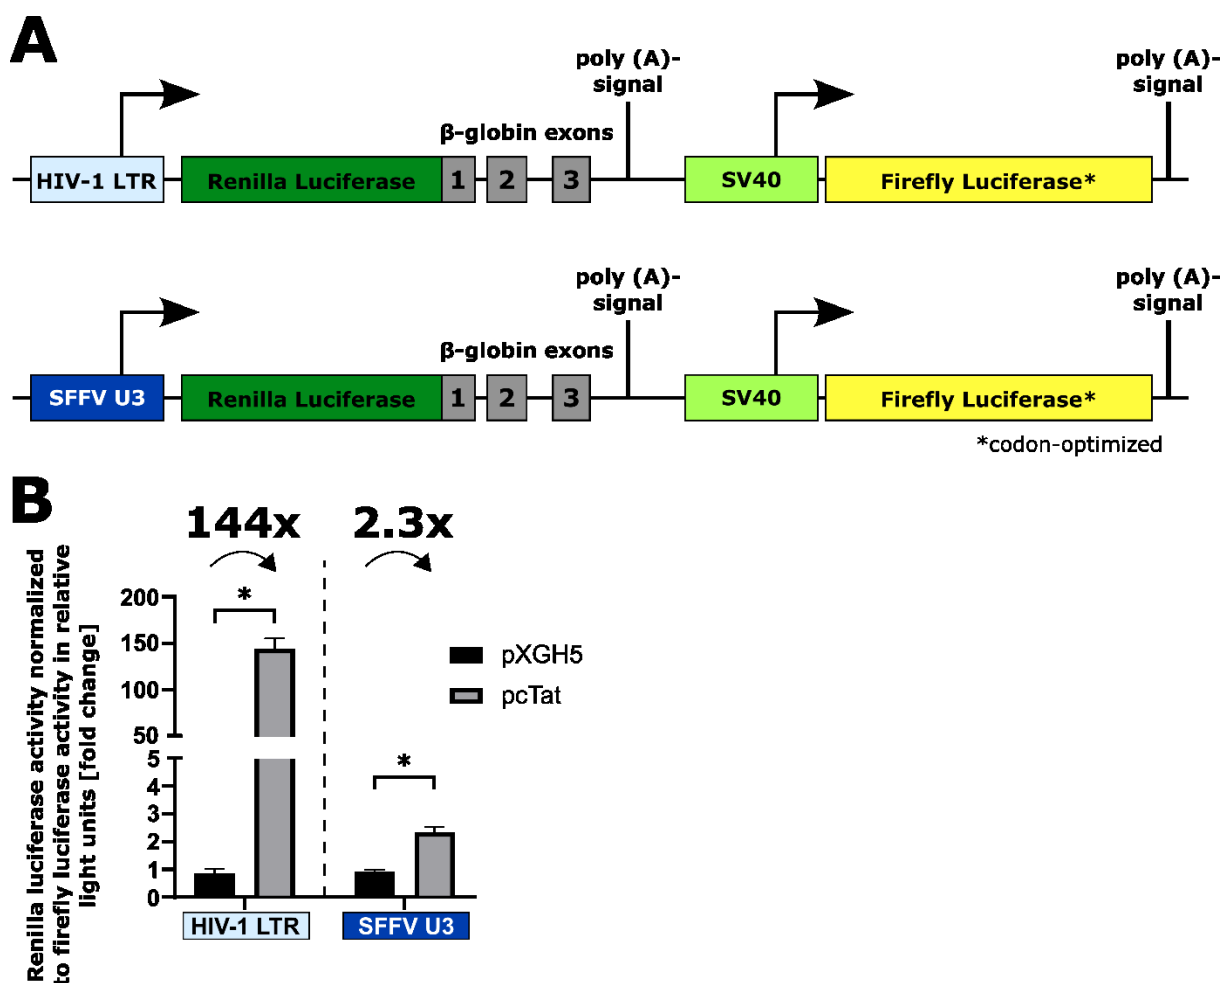 A
poly (A)-
signal
poly (A)-
signal
β-globin exons
HIV-1 LTR
Renilla Luciferase
1
2
3
SV40
Firefly Luciferase*
poly (A)-
signal
poly (A)-
signal
β-globin exons
SFFV U3
Renilla Luciferase
1
2
3
SV40
Firefly Luciferase*
*codon-optimized
B
144x
2.3x
Renilla luciferase activity normalized
to firefly luciferase activity in relative
light units [fold change]
200
150
100
50
5
4
3
2
1
0
*
*
pXGH5
pcTat
HIV-1 LTR
SFFV U3